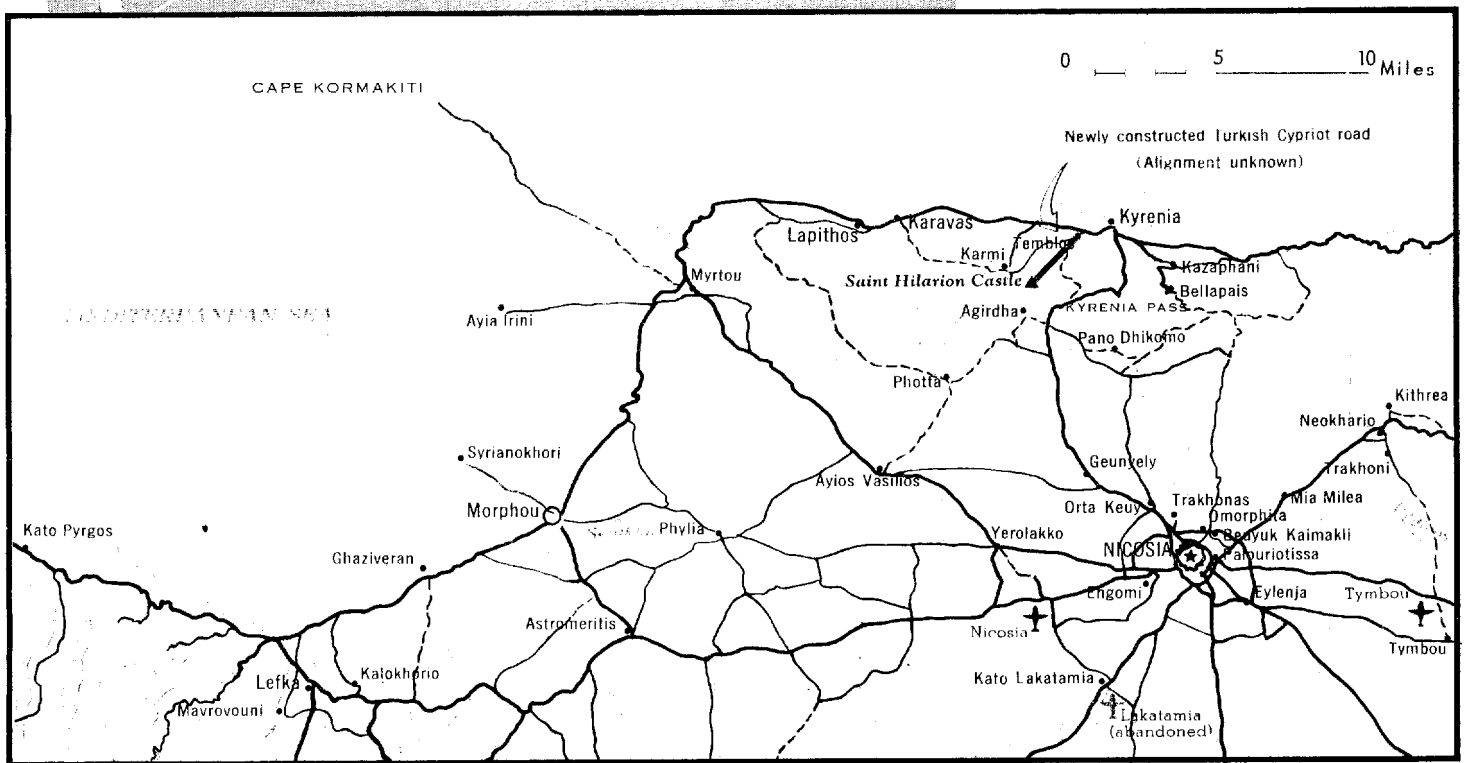 0 5 10 Miles
CAPE KORMAKITI
Newly constructed Turkish Cypriot road
(Alignment unknown)
Kyrenia
Karavas
Lapithos
Temblos
Karmi
Kazaphani
Saint Hilarion Castle
Myrtou
Bellapais
KYRENIA PASS
MEDITERRANEAN SEA
Ayia Irini
Agirdha
Pano Dhikomo
Photta
Kithrea
Neokhario
Syrianokhori
Geunyely
Trakhoni
Ayios Vasilios
Mia Milea
Trakhonas
Orta Keuy
Morphou
Omorphita
Kato Pyrgos
Phylia
Yerolakko
Beuyuk Kaimakli
NICOSIA
Palouriotissa
Ghaziveran
Engomi
Eylenja
Tymbou
Astromeritis
Nicosia
Tymbou
Kalokhorio
Kato Lakatamia
Lefka
Mavrovouni
Lakatamia
(abandoned)